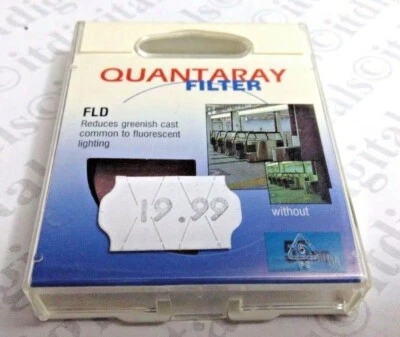 QUANTARAY
FILTER
FLD
Reduces greenish cast
common to fluorescent
lighting
19.99
without